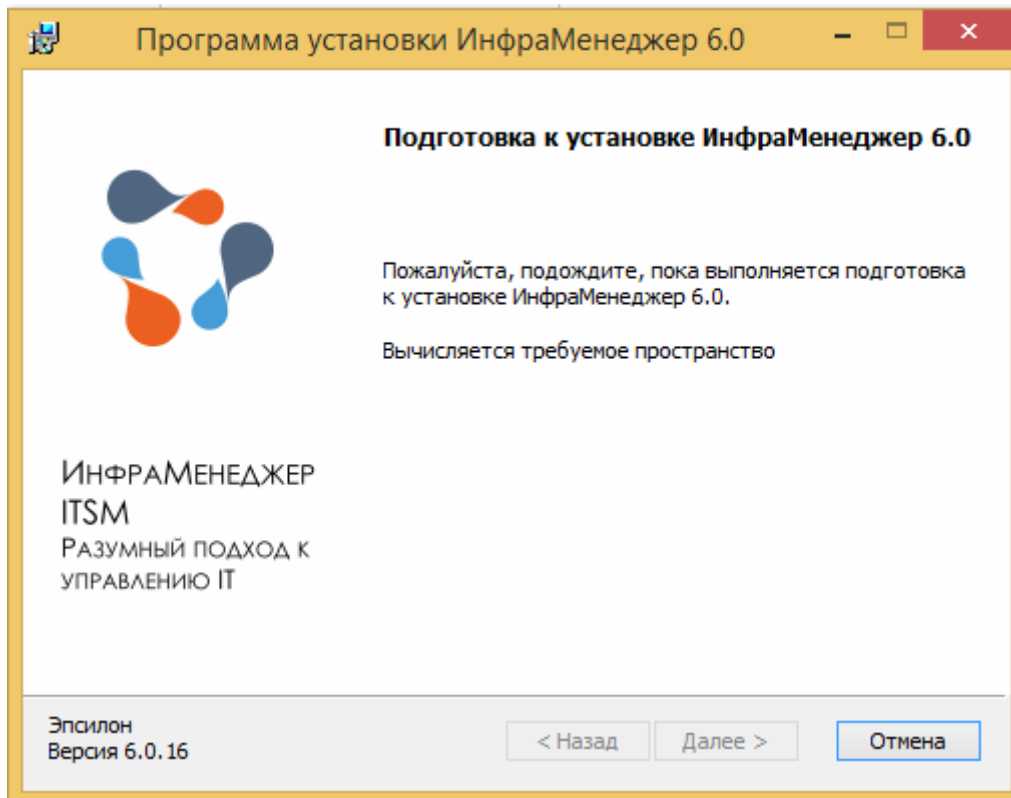 Программа установки ИнфраМенеджер 6.0
Подготовка к установке ИнфраМенеджер 6.0
Пожалуйста, подождите, пока выполняется подготовка
к установке ИнфраМенеджер 6.0.
Вычисляется требуемое пространство
ИнфраМенеджер
ITSM
Разумный подход к
управлению IT
Эпсилон
Версия 6.0.16
< Назад
Далее >
Отмена